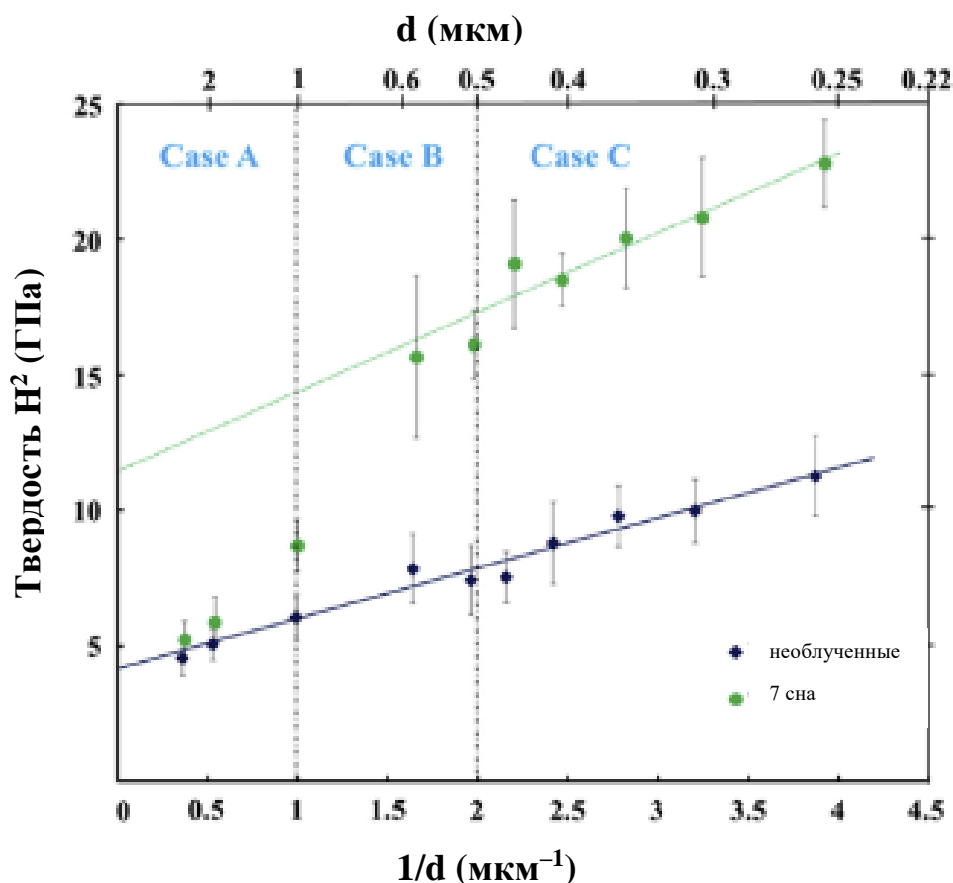 d (мкм)
2 1 0.6 0.5 0.4 0.3 0.25 0.22
Case A Case B Case C
25
20
15
10
5
Твердость H² (ГПа)
необлученные
7 сна
0 0.5 1 1.5 2 2.5 3 3.5 4 4.5
1/d (мкм⁻¹)